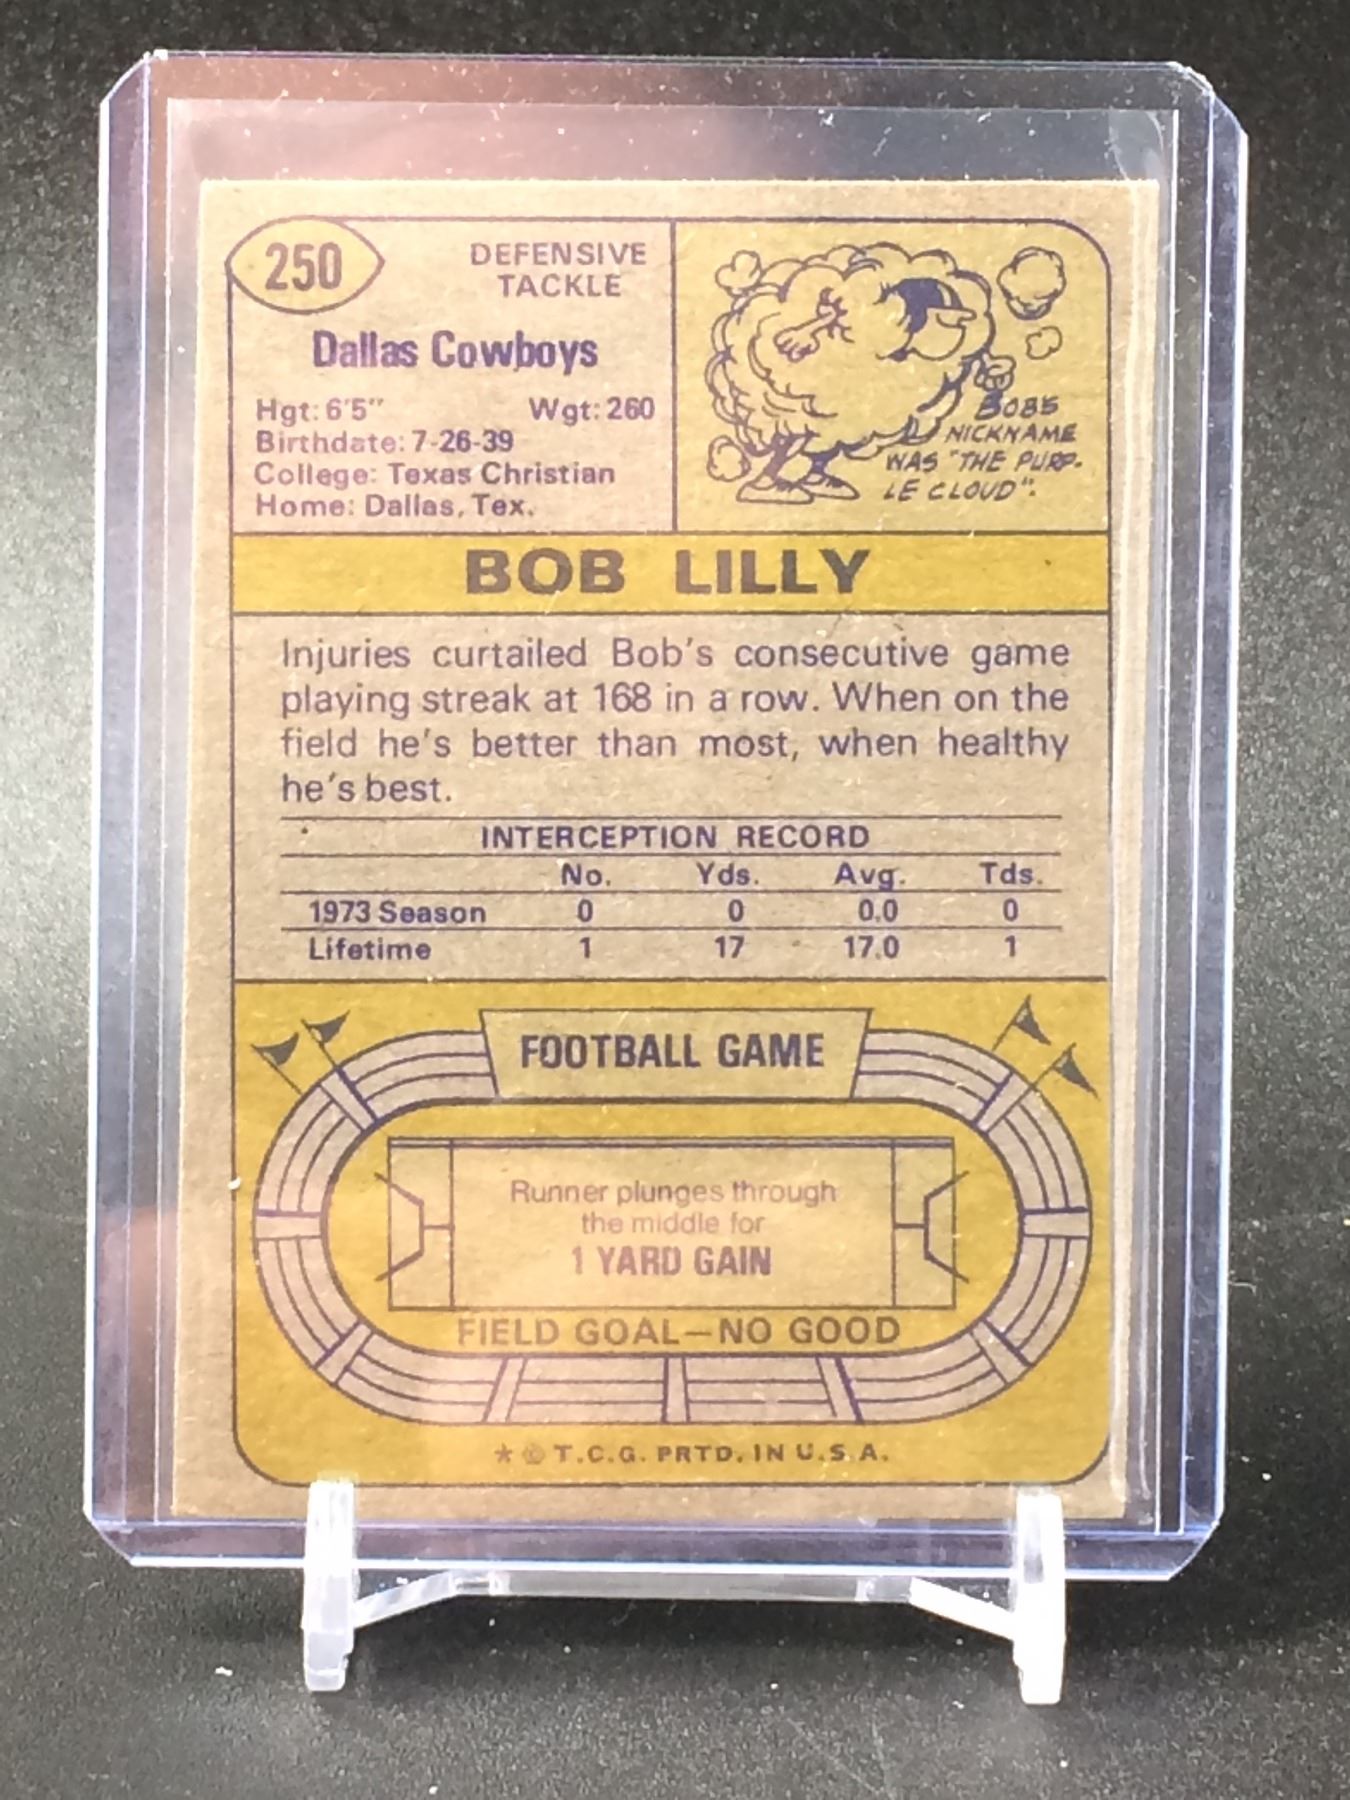 250
DEFENSIVE
TACKLE
Dallas Cowboys
Hgt: 6'5" Wgt: 260
Birthdate: 7-26-39
College: Texas Christian
Home: Dallas, Tex.
BOB'S
NICKNAME
WAS "THE PURP-
LE CLOUD".
BOB LILLY
Injuries curtailed Bob's consecutive game
playing streak at 168 in a row. When on the
field he's better than most, when healthy
he's best.
INTERCEPTION RECORD
No. Yds. Avg. Tds.
1973 Season 0 0 0.0 0
Lifetime 1 17 17.0 1
FOOTBALL GAME
Runner plunges through
the middle for
1 YARD GAIN
FIELD GOAL—NO GOOD
* © T.C.G. PRTD. IN U.S.A.